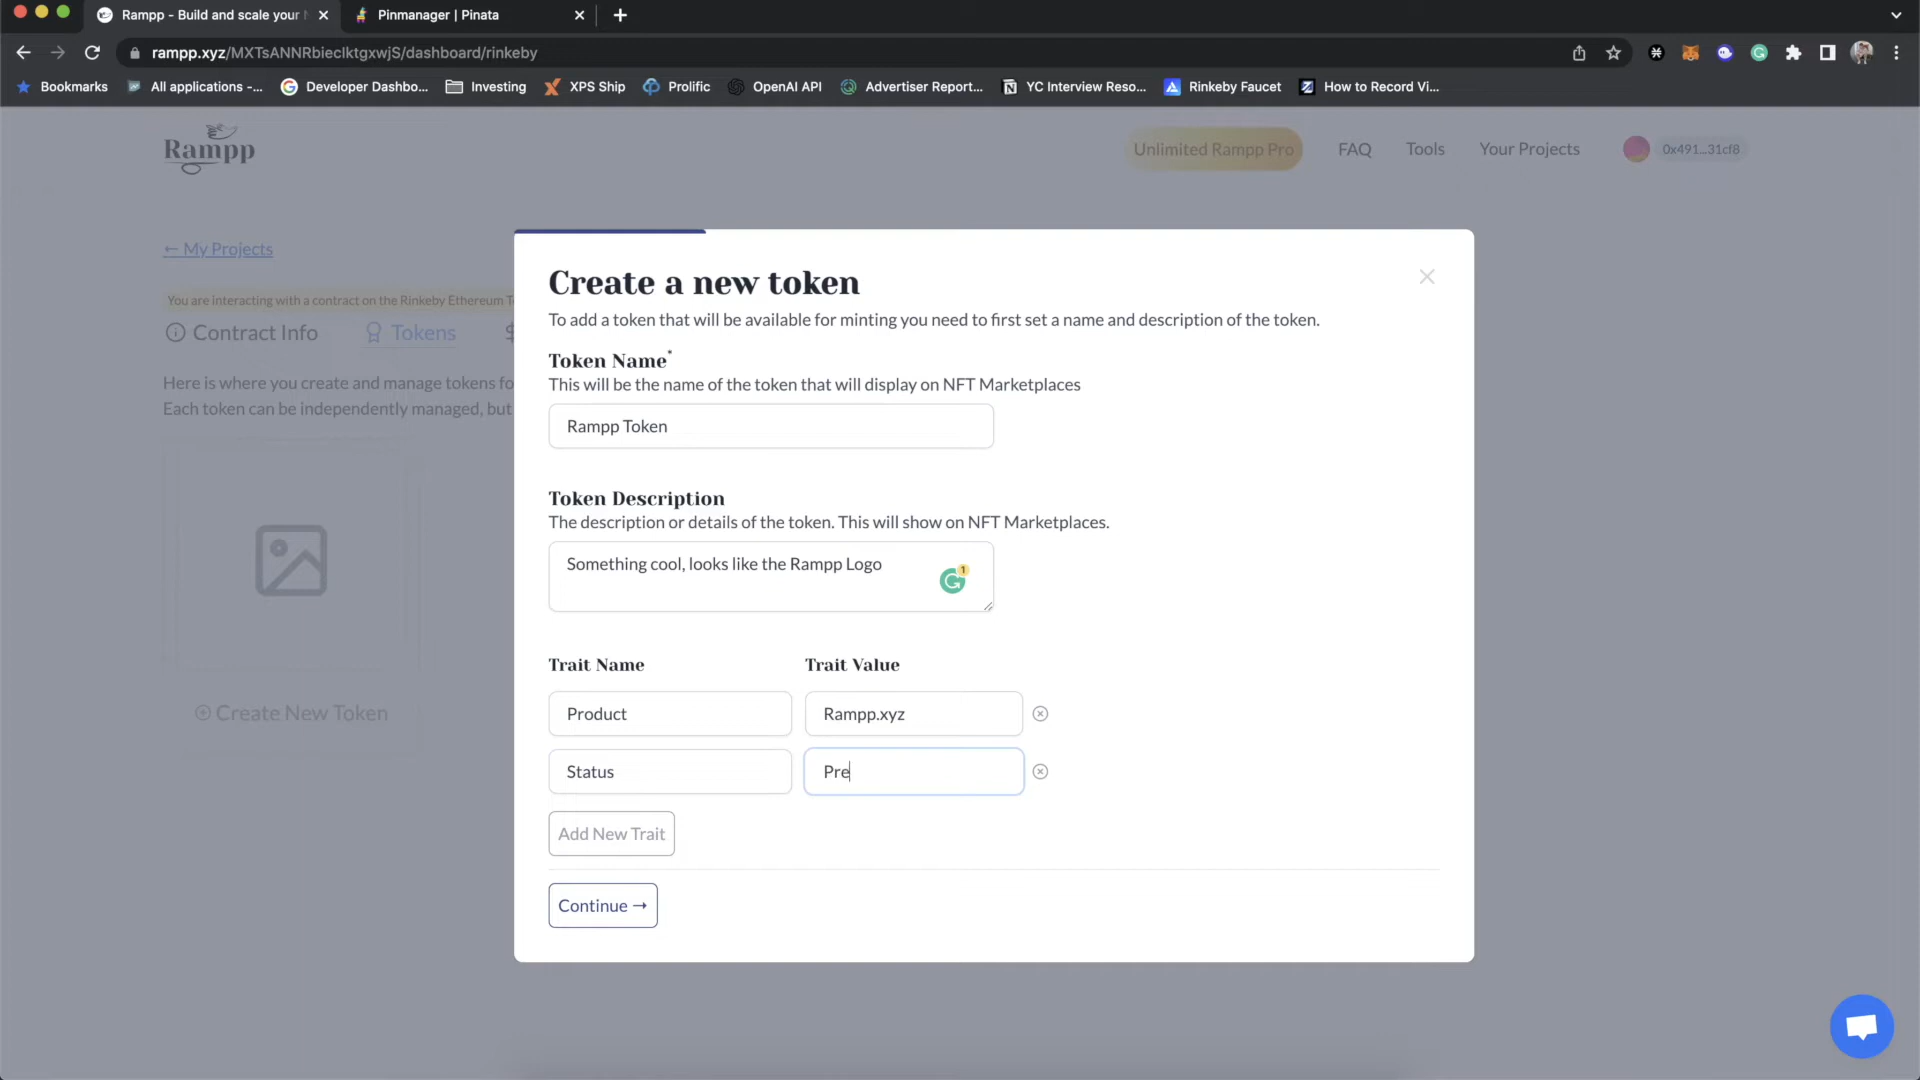 Rampp - Build and scale your
Pinmanager | Pinata
rampp.xyz/MXTsANNRbiecIktgxwjS/dashboard/rinkeby
Bookmarks
All applications -...
Developer Dashbo...
Investing
XPS Ship
Prolific
OpenAI API
Advertiser Report...
YC Interview Reso...
Rinkeby Faucet
How to Record Vi...
Rampp
Unlimited Rampp Pro
FAQ
Tools
Your Projects
0x491...31cf8
← My Projects
You are interacting with a contract on the Rinkeby Ethereum
Contract Info
Tokens
Here is where you create and manage tokens
Each token can be independently managed, but
Create New Token
Create a new token
To add a token that will be available for minting you need to first set a name and description of the token.
Token Name*
This will be the name of the token that will display on NFT Marketplaces
Rampp Token
Token Description
The description or details of the token. This will show on NFT Marketplaces.
Something cool, looks like the Rampp Logo
1
Trait Name
Trait Value
Product
Rampp.xyz
Status
Pre
Add New Trait
Continue →